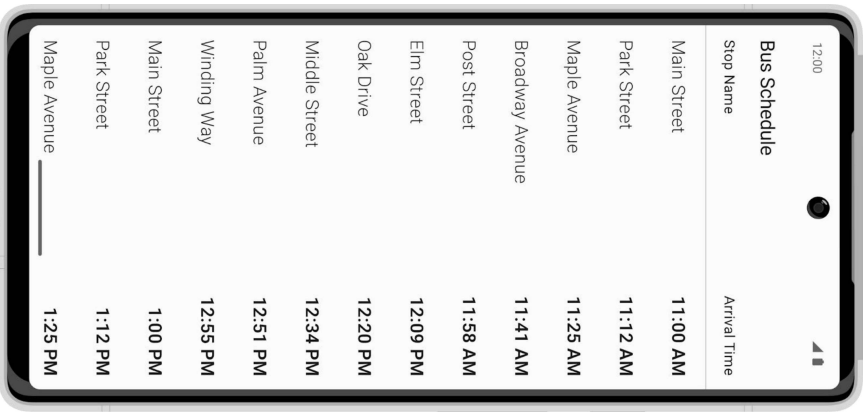 12:00
Bus Schedule
Stop Name Arrival Time
Main Street 11:00 AM
Park Street 11:12 AM
Maple Avenue 11:25 AM
Broadway Avenue 11:41 AM
Post Street 11:58 AM
Elm Street 12:09 PM
Oak Drive 12:20 PM
Middle Street 12:34 PM
Palm Avenue 12:51 PM
Winding Way 12:55 PM
Main Street 1:00 PM
Park Street 1:12 PM
Maple Avenue 1:25 PM